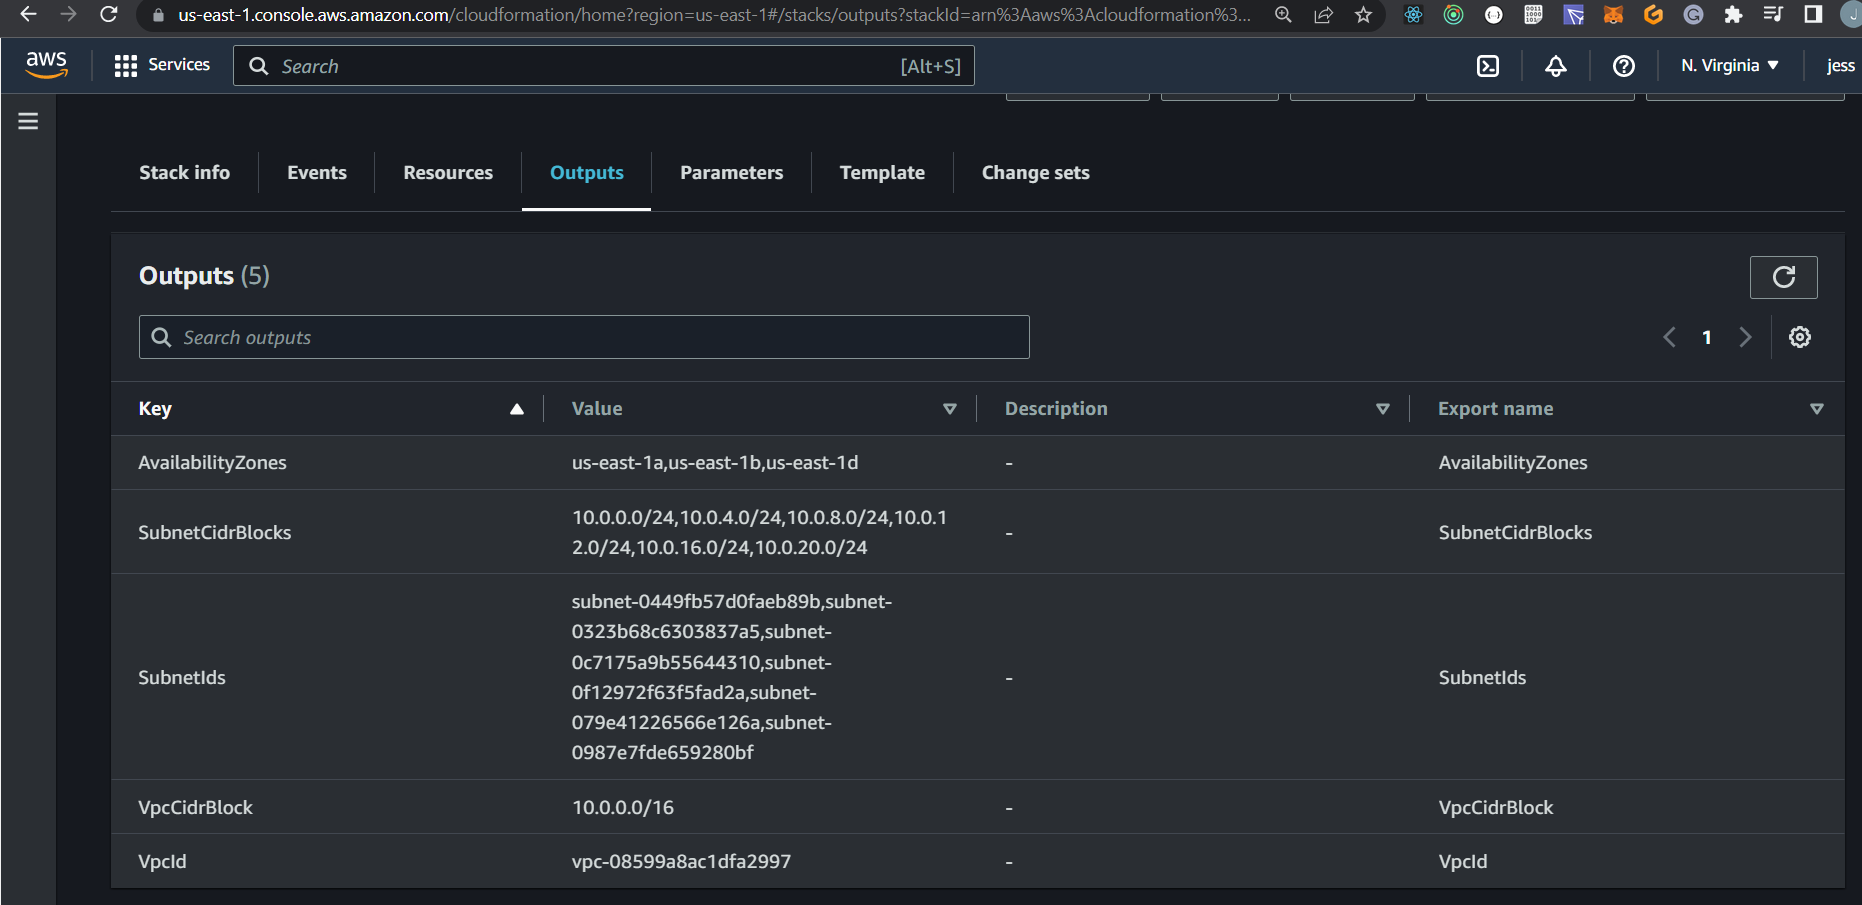 us-east-1.console.aws.amazon.com/cloudformation/home?region=us-east-1#/stacks/outputs?stackId=arn%3Aaws%3Acloudformation%3...
aws Services Search [Alt+S] N. Virginia jess
Stack info Events Resources Outputs Parameters Template Change sets
Outputs (5)
Search outputs 1
Key Value Description Export name
AvailabilityZones us-east-1a,us-east-1b,us-east-1d - AvailabilityZones
SubnetCidrBlocks 10.0.0.0/24,10.0.4.0/24,10.0.8.0/24,10.0.1 - SubnetCidrBlocks
2.0/24,10.0.16.0/24,10.0.20.0/24
subnet-0449fb57d0faeb89b,subnet-
0323b68c6303837a5,subnet-
0c7175a9b55644310,subnet-
SubnetIds - SubnetIds
0f12972f63f5fad2a,subnet-
079e41226566e126a,subnet-
0987e7fde659280bf
VpcCidrBlock 10.0.0.0/16 - VpcCidrBlock
VpcId vpc-08599a8ac1dfa2997 - VpcId